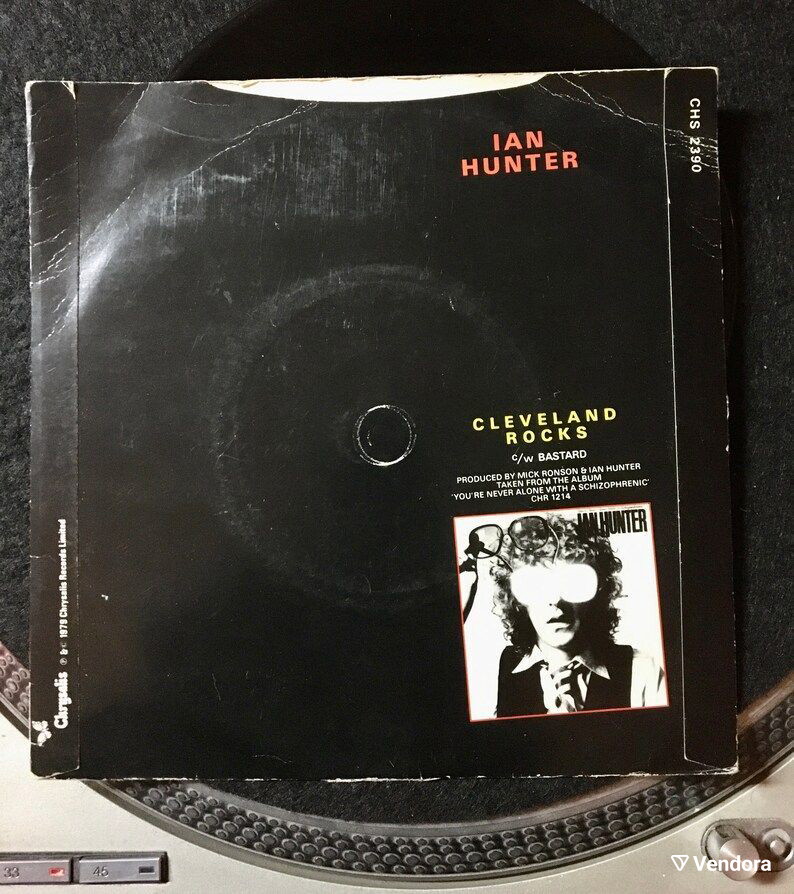 IAN
HUNTER
CHS 2390
CLEVELAND
ROCKS
c/w BASTARD
PRODUCED BY MICK RONSON & IAN HUNTER
TAKEN FROM THE ALBUM
'YOU'RE NEVER ALONE WITH A SCHIZOPHRENIC'
CHR 1214
IAN HUNTER
Chrysalis ℗ & © 1979 Chrysalis Records Limited
33
45
Vendora